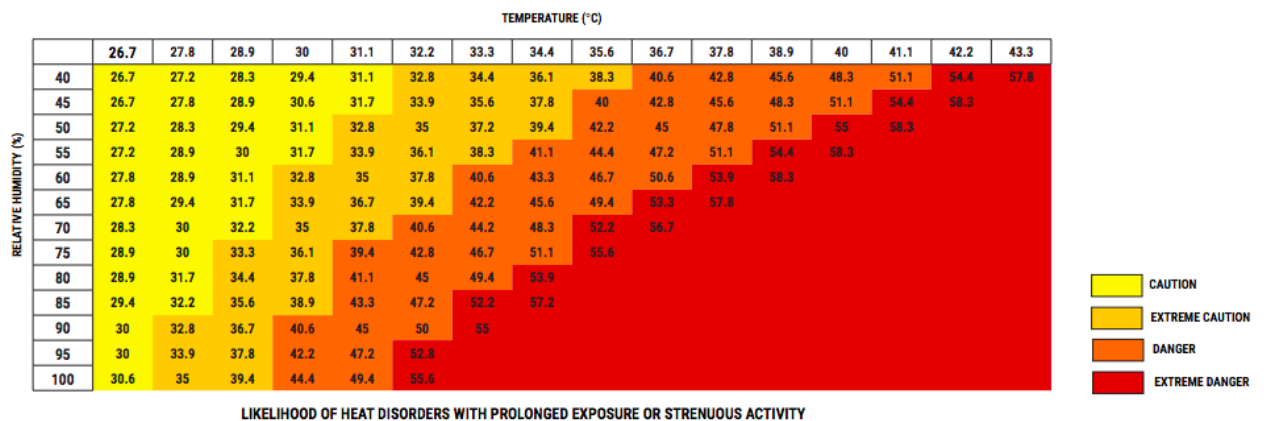 TEMPERATURE (°C)
26.7 27.8 28.9 30 31.1 32.2 33.3 34.4 35.6 36.7 37.8 38.9 40 41.1 42.2 43.3
RELATIVE HUMIDITY (%)
40 26.7 27.2 28.3 29.4 31.1 32.8 34.4 36.1 38.3 40.6 42.8 45.6 48.3 51.1 54.4 57.8
45 26.7 27.8 28.9 30.6 31.7 33.9 35.6 37.8 40 42.8 45.6 48.3 51.1 54.4 58.3
50 27.2 28.3 29.4 31.1 32.8 35 37.2 39.4 42.2 45 47.8 51.1 55 58.3
55 27.2 28.9 30 31.7 33.9 36.1 38.3 41.1 44.4 47.2 51.1 54.4 58.3
60 27.8 28.9 31.1 32.8 35 37.8 40.6 43.3 46.7 50.6 53.9 58.3
65 27.8 29.4 31.7 33.9 36.7 39.4 42.2 45.6 49.4 53.3 57.8
70 28.3 30 32.2 35 37.8 40.6 44.2 48.3 52.2 56.7
75 28.9 30 33.3 36.1 39.4 42.8 46.7 51.1 55.6
80 28.9 31.7 34.4 37.8 41.1 45 49.4 53.9
85 29.4 32.2 35.6 38.9 43.3 47.2 52.2 57.2
90 30 32.8 36.7 40.6 45 50 55
95 30 33.9 37.8 42.2 47.2 52.8
100 30.6 35 39.4 44.4 49.4 55.6
CAUTION
EXTREME CAUTION
DANGER
EXTREME DANGER
LIKELIHOOD OF HEAT DISORDERS WITH PROLONGED EXPOSURE OR STRENUOUS ACTIVITY